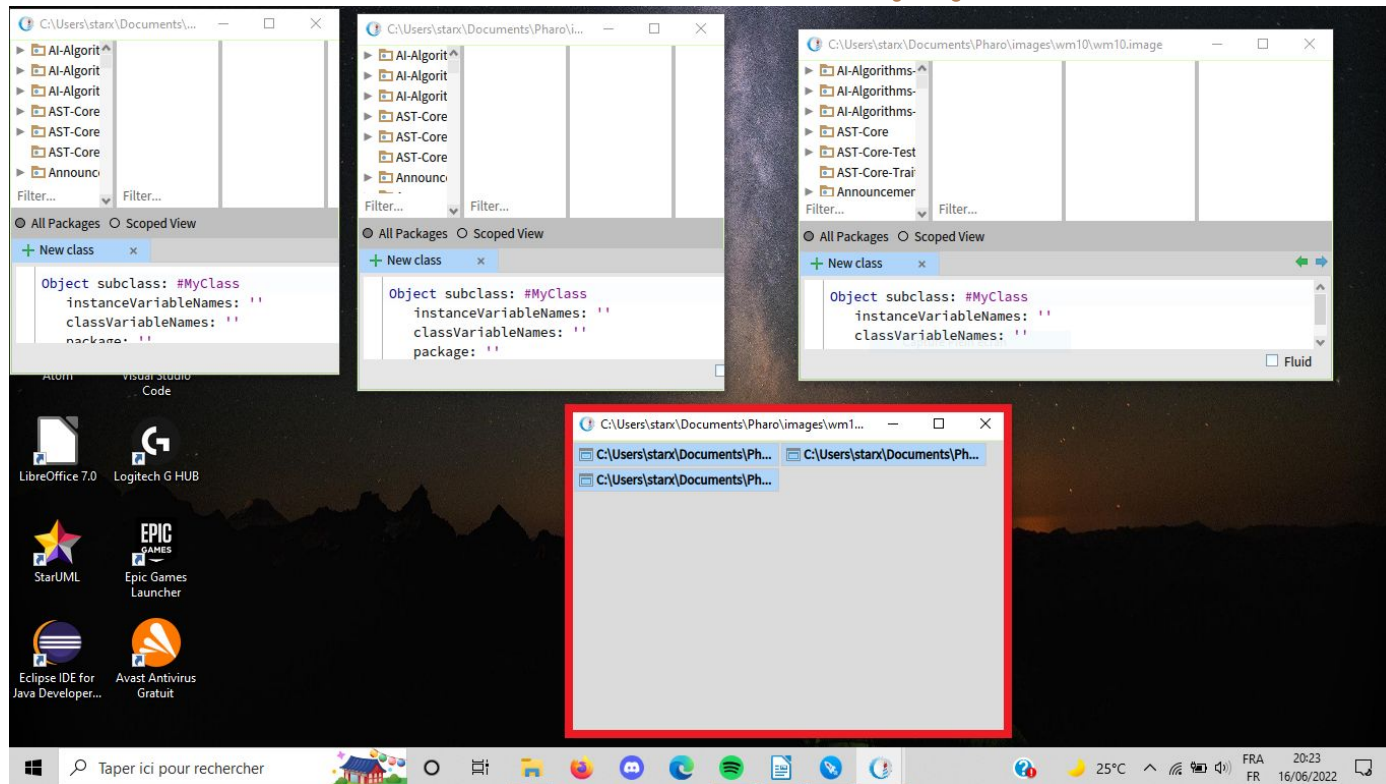 C:\Users\starx\Documents\...
AI-Algorit
AI-Algorit
AI-Algorit
AST-Core
AST-Core
AST-Core
Announc
Filter...
Filter...
All Packages
Scoped View
New class
Object subclass: #MyClass
instanceVariableNames: ''
classVariableNames: ''
package: ''
C:\Users\starx\Documents\Pharo\i...
AI-Algorit
AI-Algorit
AI-Algorit
AST-Core
AST-Core
AST-Core
Announc
Filter...
Filter...
All Packages
Scoped View
New class
Object subclass: #MyClass
instanceVariableNames: ''
classVariableNames: ''
package: ''
C:\Users\starx\Documents\Pharo\images\wm10\wm10.image
AI-Algorithms-
AI-Algorithms-
AI-Algorithms-
AST-Core
AST-Core-Test
AST-Core-Trai
Announcemer
Filter...
Filter...
All Packages
Scoped View
New class
Object subclass: #MyClass
instanceVariableNames: ''
classVariableNames: ''
Fluid
Atom
Visual Studio
Code
LibreOffice 7.0
Logitech G HUB
EPIC
GAMES
StarUML
Epic Games
Launcher
Eclipse IDE for
Java Developer...
Avast Antivirus
Gratuit
C:\Users\starx\Documents\Pharo\images\wm1...
C:\Users\starx\Documents\Ph...
C:\Users\starx\Documents\Ph...
C:\Users\starx\Documents\Ph...
Taper ici pour rechercher
25°C
FRA
FR
20:23
16/06/2022